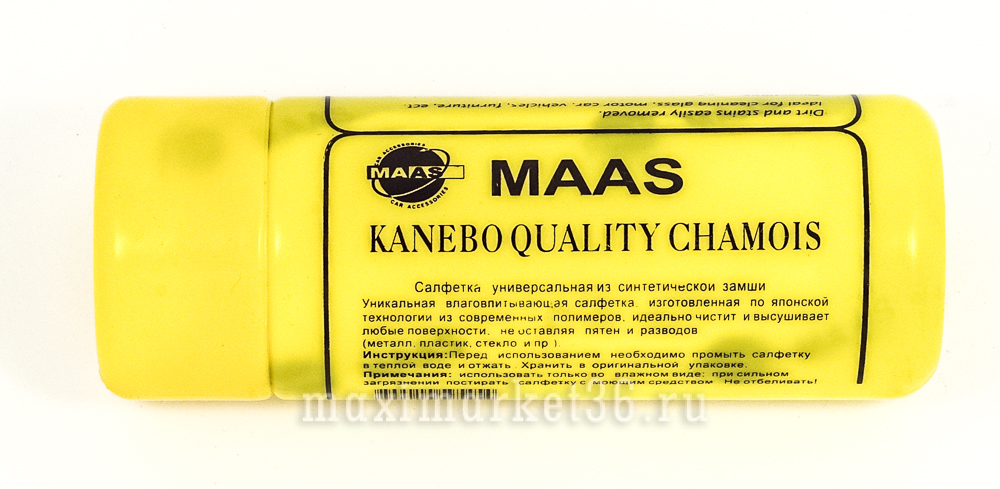 Dirt and stains easily removed.
Ideal for cleaning glass, motor car, vehicles, furniture, ect.
CAR ACCESSORIES
MAAS
CAR ACCESSORIES
MAAS
KANEBO QUALITY CHAMOIS
Салфетка универсальная из синтетической замши
Уникальная влаговпитывающая салфетка, изготовленная по японской
технологии из современных полимеров, идеально чистит и высушивает
любые поверхности, не оставляя пятен и разводов
(металл, пластик, стекло и пр.).
Инструкция:Перед использованием необходимо промыть салфетку
в теплой воде и отжать. Хранить в оригинальной упаковке.
Примечания: использовать только во влажном виде; при сильном
загрязнении постирать салфетку с моющим средством. Не отбеливать!
maximarket36.ru